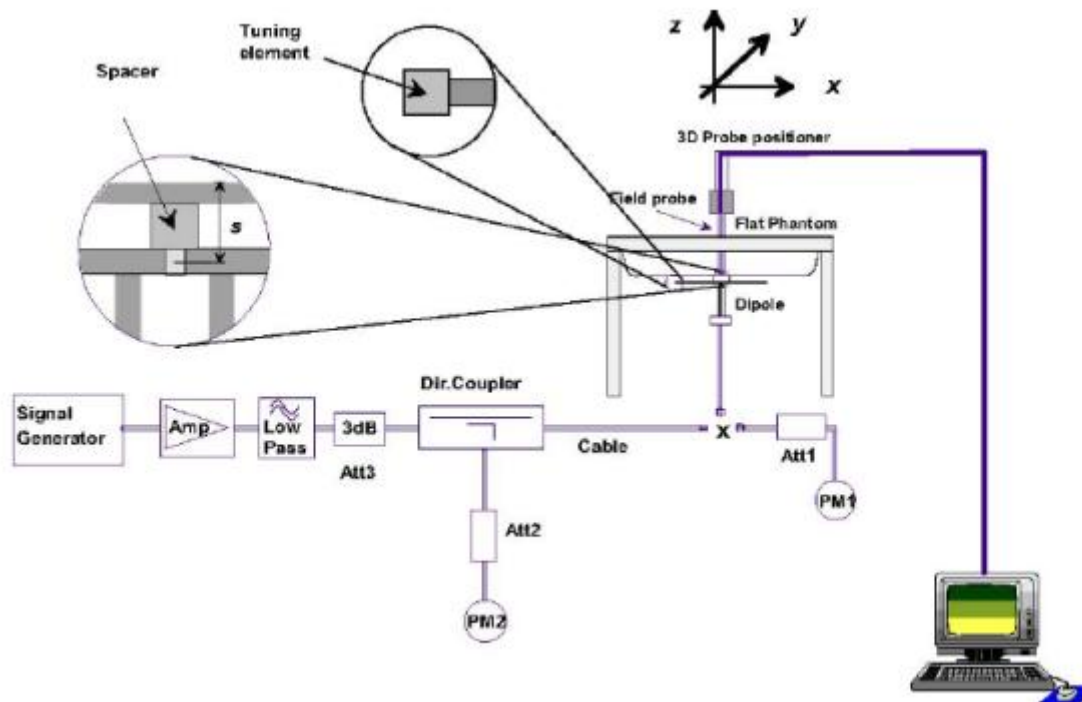 Tuning
element
Spacer
s
z
y
x
3D Probe positioner
Field probe
Flat Phantom
Dipole
Signal
Generator
Amp
Low
Pass
3dB
Att3
Dir.Coupler
Cable
x
Att1
PM1
Att2
PM2